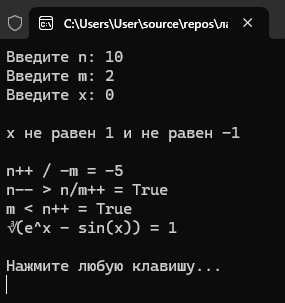 C:\Users\User\source\repos\ла
Введите n: 10
Введите m: 2
Введите x: 0
x не равен 1 и не равен -1
n++ / -m = -5
n-- > n/m++ = True
m < n++ = True
∛(e^x - sin(x)) = 1
Нажмите любую клавишу...